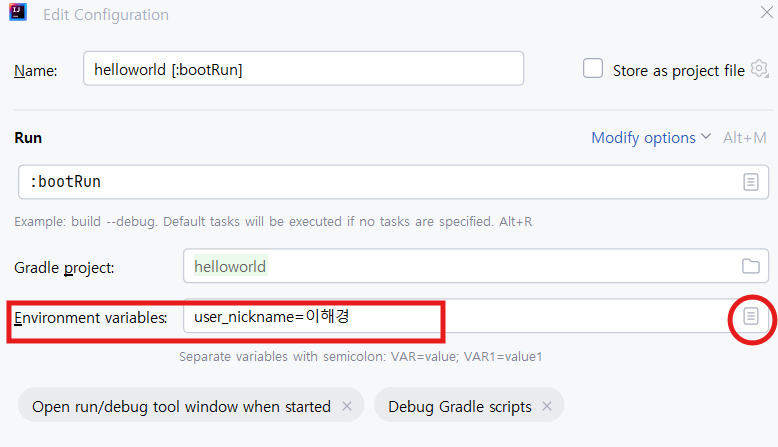 Edit Configuration
Name: helloworld [:bootRun] Store as project file
Run Modify options Alt+M
:bootRun
Example: build --debug. Default tasks will be executed if no tasks are specified. Alt+R
Gradle project: helloworld
Environment variables: user_nickname=이해경
Separate variables with semicolon: VAR=value; VAR1=value1
Open run/debug tool window when started × Debug Gradle scripts ×